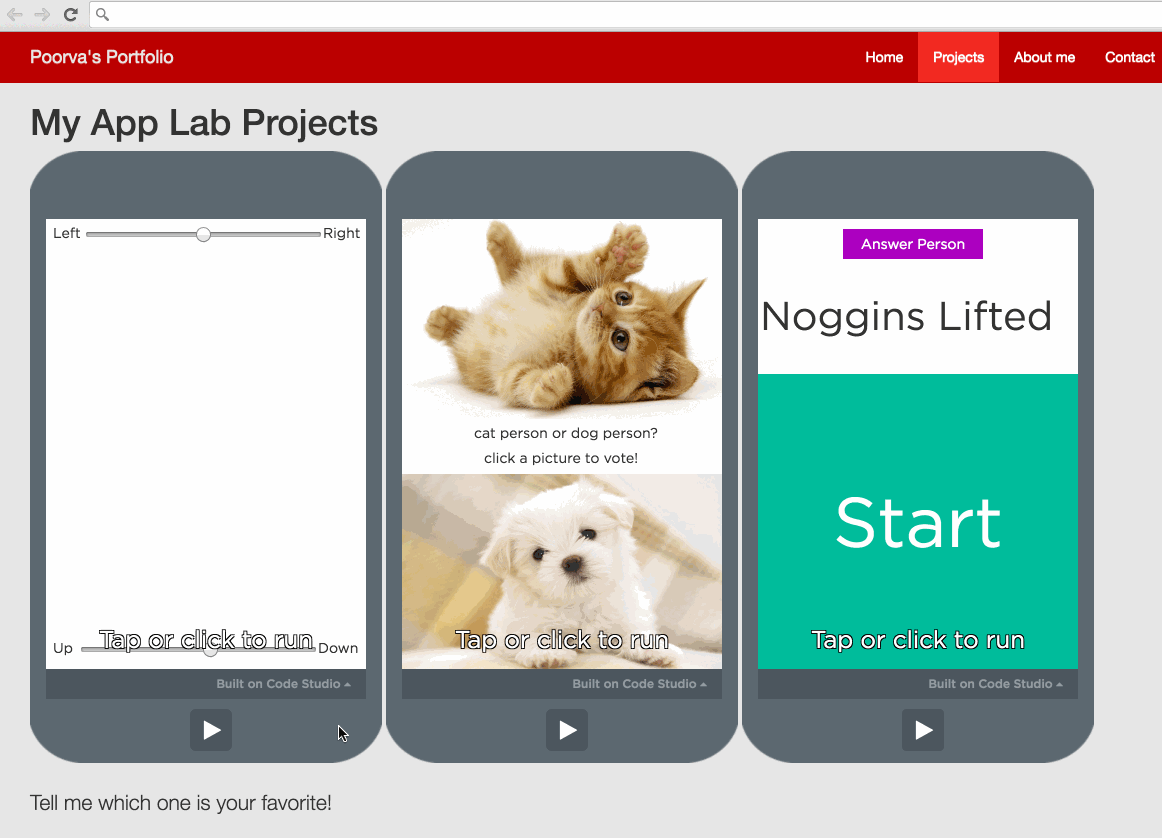 Poorva's Portfolio
Home Projects About me Contact
My App Lab Projects
Left Right
Up Down
Tap or click to run
Built on Code Studio
cat person or dog person?
click a picture to vote!
Tap or click to run
Built on Code Studio
Answer Person
Noggins Lifted
Start
Tap or click to run
Built on Code Studio
Tell me which one is your favorite!